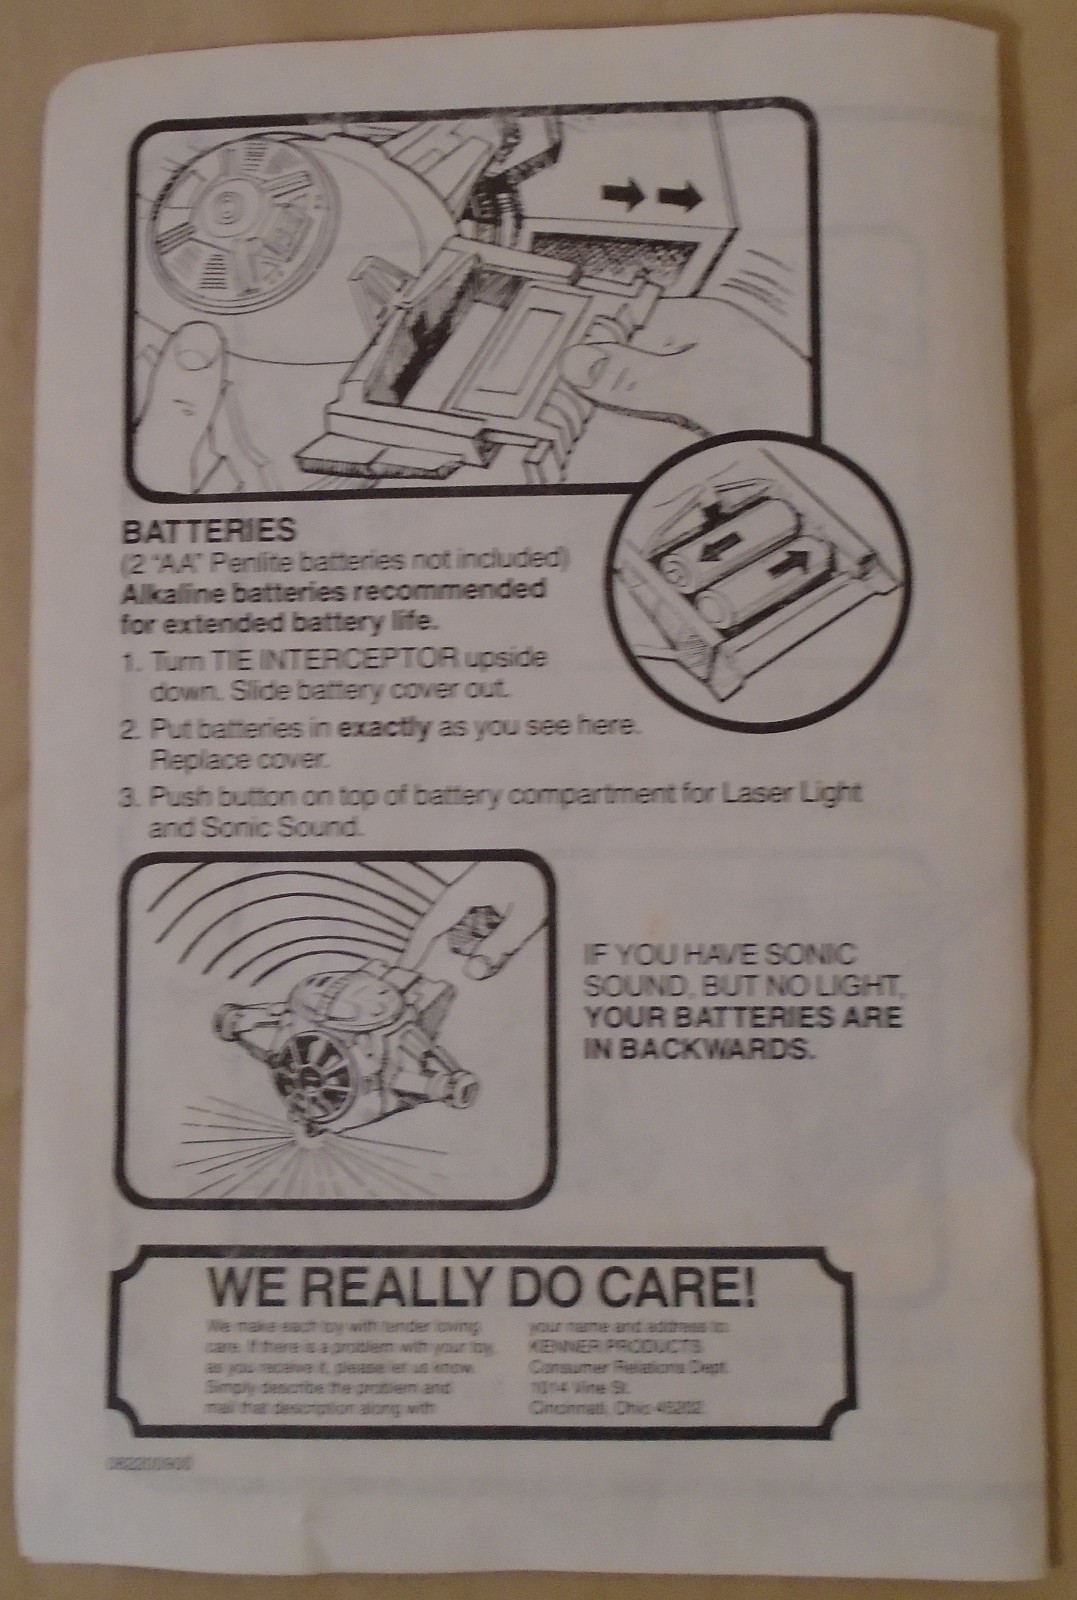 BATTERIES
(2 "AA" Penlite batteries not included)
Alkaline batteries recommended
for extended battery life.
1. Turn TIE INTERCEPTOR upside
down. Slide battery cover out.
2. Put batteries in exactly as you see here.
Replace cover.
3. Push button on top of battery compartment for Laser Light
and Sonic Sound.
IF YOU HAVE SONIC
SOUND, BUT NO LIGHT,
YOUR BATTERIES ARE
IN BACKWARDS.
WE REALLY DO CARE!
We make each toy with tender loving
care. If there is a problem with your toy,
as you receive it, please let us know.
Simply describe the problem and
mail that description along with
your name and address to:
KENNER PRODUCTS
Consumer Relations Dept.
1014 Vine St.
Cincinnati, Ohio 45202